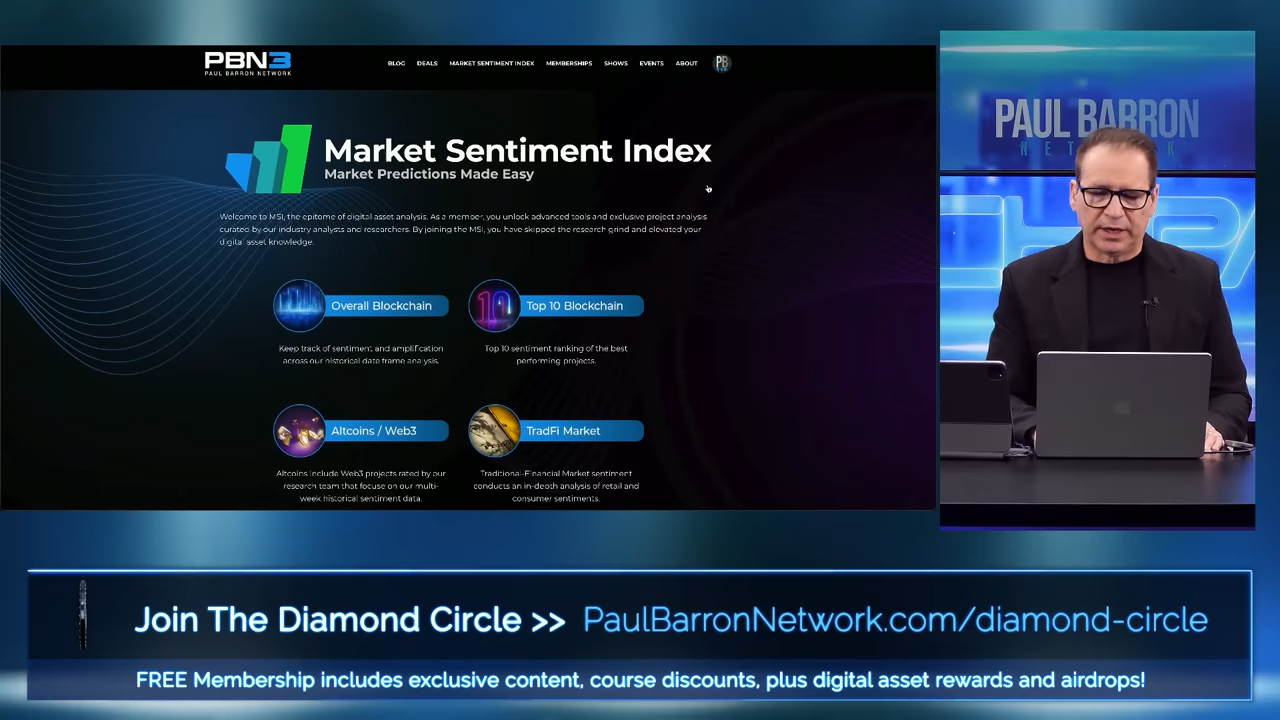 PBN3
PAUL BARRON NETWORK
BLOG DEALS MARKET SENTIMENT INDEX MEMBERSHIPS SHOWS EVENTS ABOUT
PB
Market Sentiment Index
Market Predictions Made Easy
Welcome to MSI, the epitome of digital asset analysis. As a member, you unlock advanced tools and exclusive project analysis
curated by our industry analysts and researchers. By joining the MSI, you have skipped the research grind and elevated your
digital asset knowledge.
Overall Blockchain
Keep track of sentiment and amplification
across our historical date frame analysis.
10
Top 10 Blockchain
Top 10 sentiment ranking of the best
performing projects.
Altcoins / Web3
Altcoins include Web3 projects rated by our
research team that focus on our multi-
week historical sentiment data.
TradFi Market
Traditional-Financial Market sentiment
conducts an in-depth analysis of retail and
consumer sentiments.
PAUL BARRON
Join The Diamond Circle >> PaulBarronNetwork.com/diamond-circle
FREE Membership includes exclusive content, course discounts, plus digital asset rewards and airdrops!